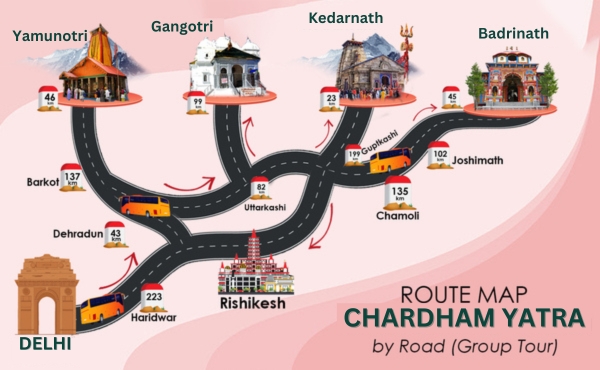 Yamunotri
Gangotri
Kedarnath
Badrinath
46
km
99
km
23
km
45
km
Barkot
137
km
82
km
Uttarkashi
199
km
Guptkashi
102
km
Joshimath
135
km
Chamoli
Dehradun
43
km
223
km
Haridwar
Rishikesh
DELHI
ROUTE MAP
CHARDHAM YATRA
by Road (Group Tour)